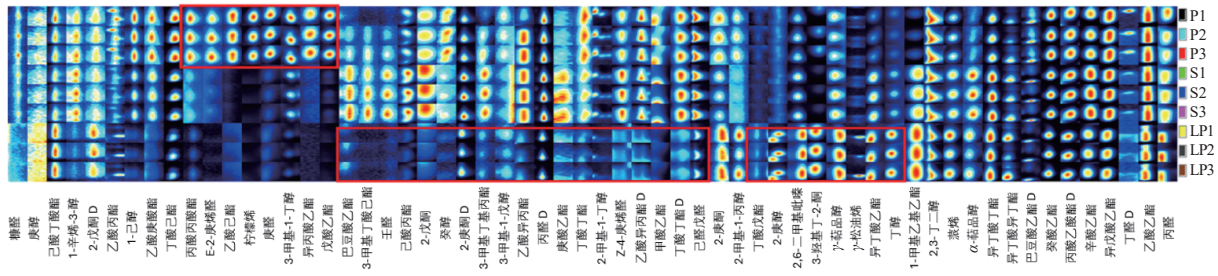 P1
P2
P3
S1
S2
S3
LP1
LP2
LP3
糠醛
庚醇
己酸丁酸酯
1-辛烯-3-醇
2-戊酮 D
乙酸丙酯
1-己醇
乙酸庚酸酯
丁酸己酯
丙酸丙酸酯
E-2-庚烯醛
乙酸己酯
柠檬烯
庚醛
3-甲基-1-丁醇
异丙酸乙酯
戊酸乙酯
巴豆酸乙酯
3-甲基丁酸己酯
壬醛
己酸丙酯
2-戊酮
癸醇
2-庚酮 D
3-甲基丁基丙酯
3-甲基-1-戊醇
乙酸异丙酯
丙醛 D
庚酸乙酯
丁酸丁酯
2-甲基-1-丁醇
Z-4-庚烯醛
乙酸异丙酯 D
甲酸乙酯
丁酸丁酯 D
己醛戊醛
2-庚酮
2-甲基-1-丙醇
丁酸戊酯
2-庚醇
2,6-二甲基吡嗪
3-羟基丁-2-酮
γ-萜品醇
γ-松油烯
异丁酸乙酯
丁醇
1-甲基乙基乙酸酯
2,3-丁二醇
蒎烯
α-萜品醇
异丁酸丁酯
异丁酸异丁酯
巴豆酸乙酯 D
癸酸乙酯
丙酸乙酸酯 D
辛酸乙酯
异戊酸乙酯
丁醛 D
乙酸乙酯
丙醛